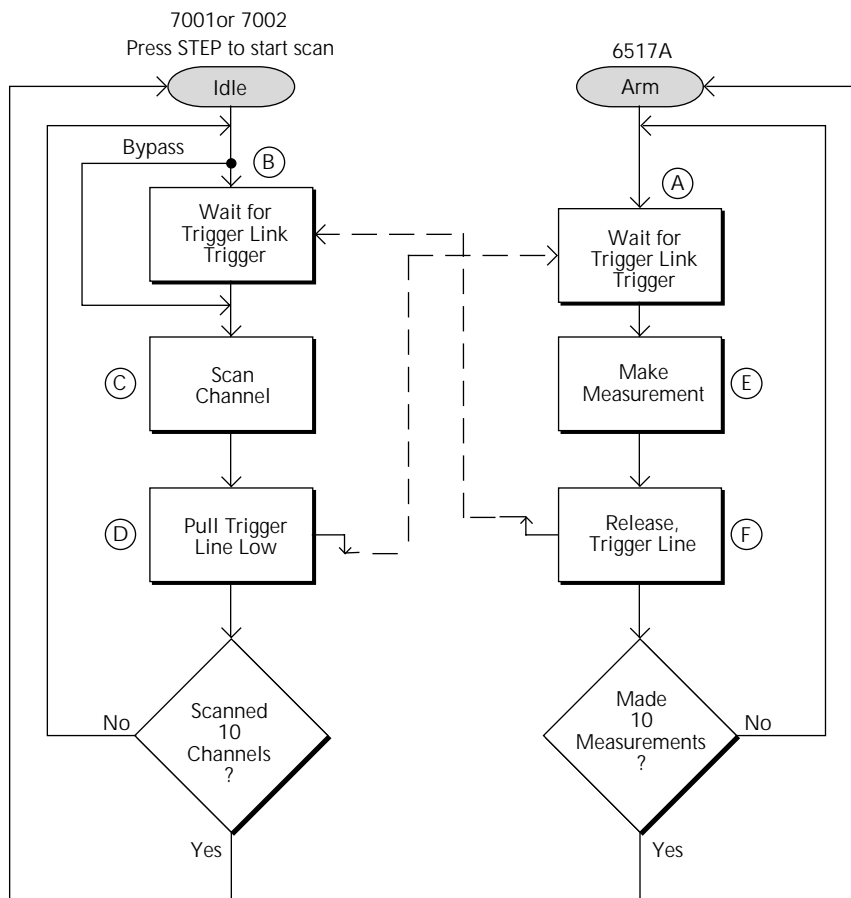 7001or 7002
Press STEP to start scan
Idle
Bypass
B
Wait for
Trigger Link
Trigger
C
Scan
Channel
D
Pull Trigger
Line Low
No
Scanned
10
Channels
?
Yes
6517A
Arm
A
Wait for
Trigger Link
Trigger
Make
Measurement
E
Release,
Trigger Line
F
Made
10
Measurements
?
No
Yes